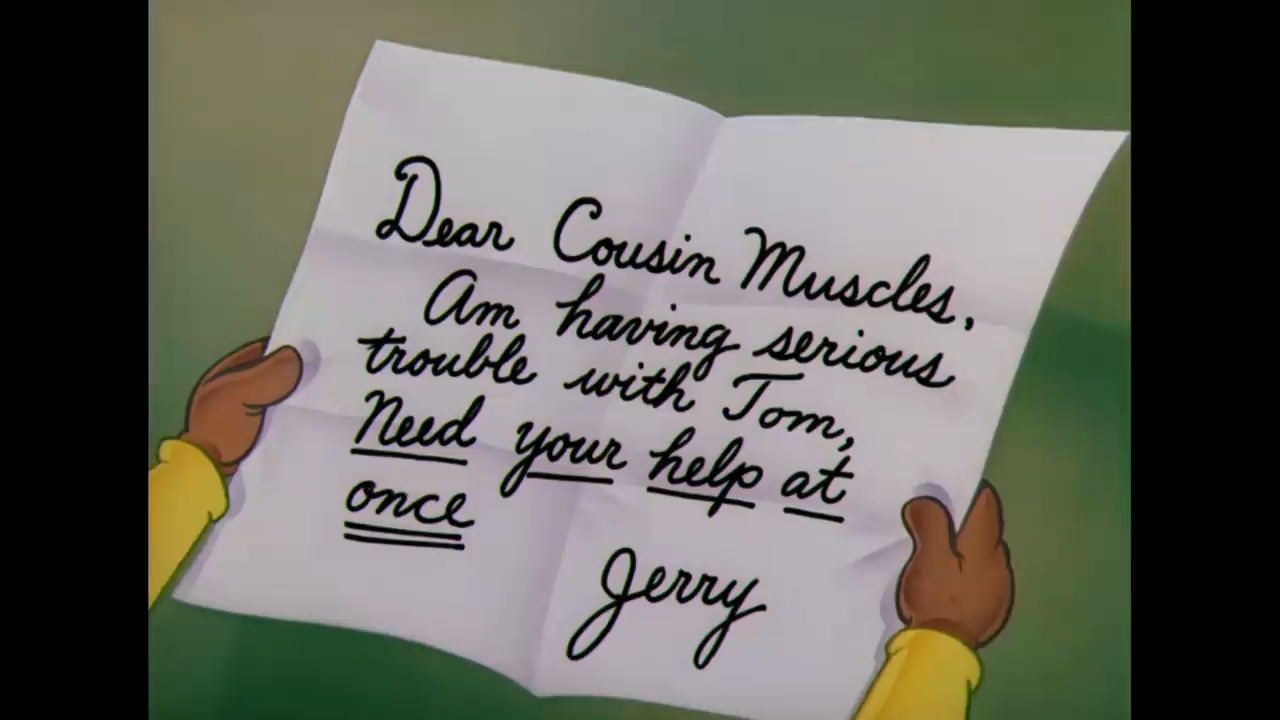 Dear Cousin Muscles,
Am having serious
trouble with Tom,
Need your help at
once
Jerry